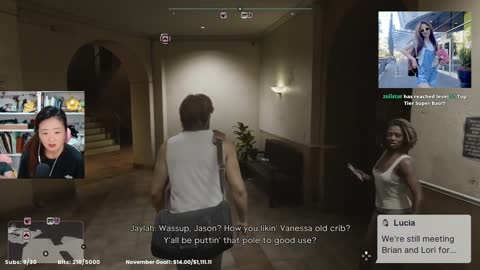 zollstar has reached level
Top
Tier Super Bao!!!
Jaylah: Wassup, Jason? How you likin' Vanessa old crib?
Y'all be puttin' that pole to good use?
Lucia
We're still meeting
Brian and Lori for...
Subs: 9/30
Bits: 210/5000
November Goal!: $14.00/$1,111.11